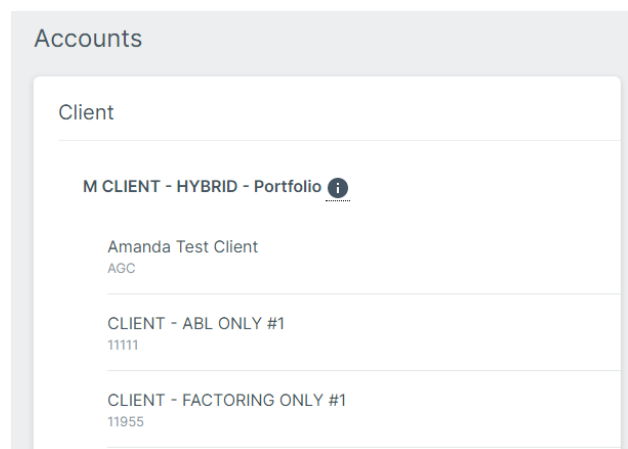 Accounts
Client
M CLIENT - HYBRID - Portfolio
Amanda Test Client
AGC
CLIENT - ABL ONLY #1
11111
CLIENT - FACTORING ONLY #1
11955